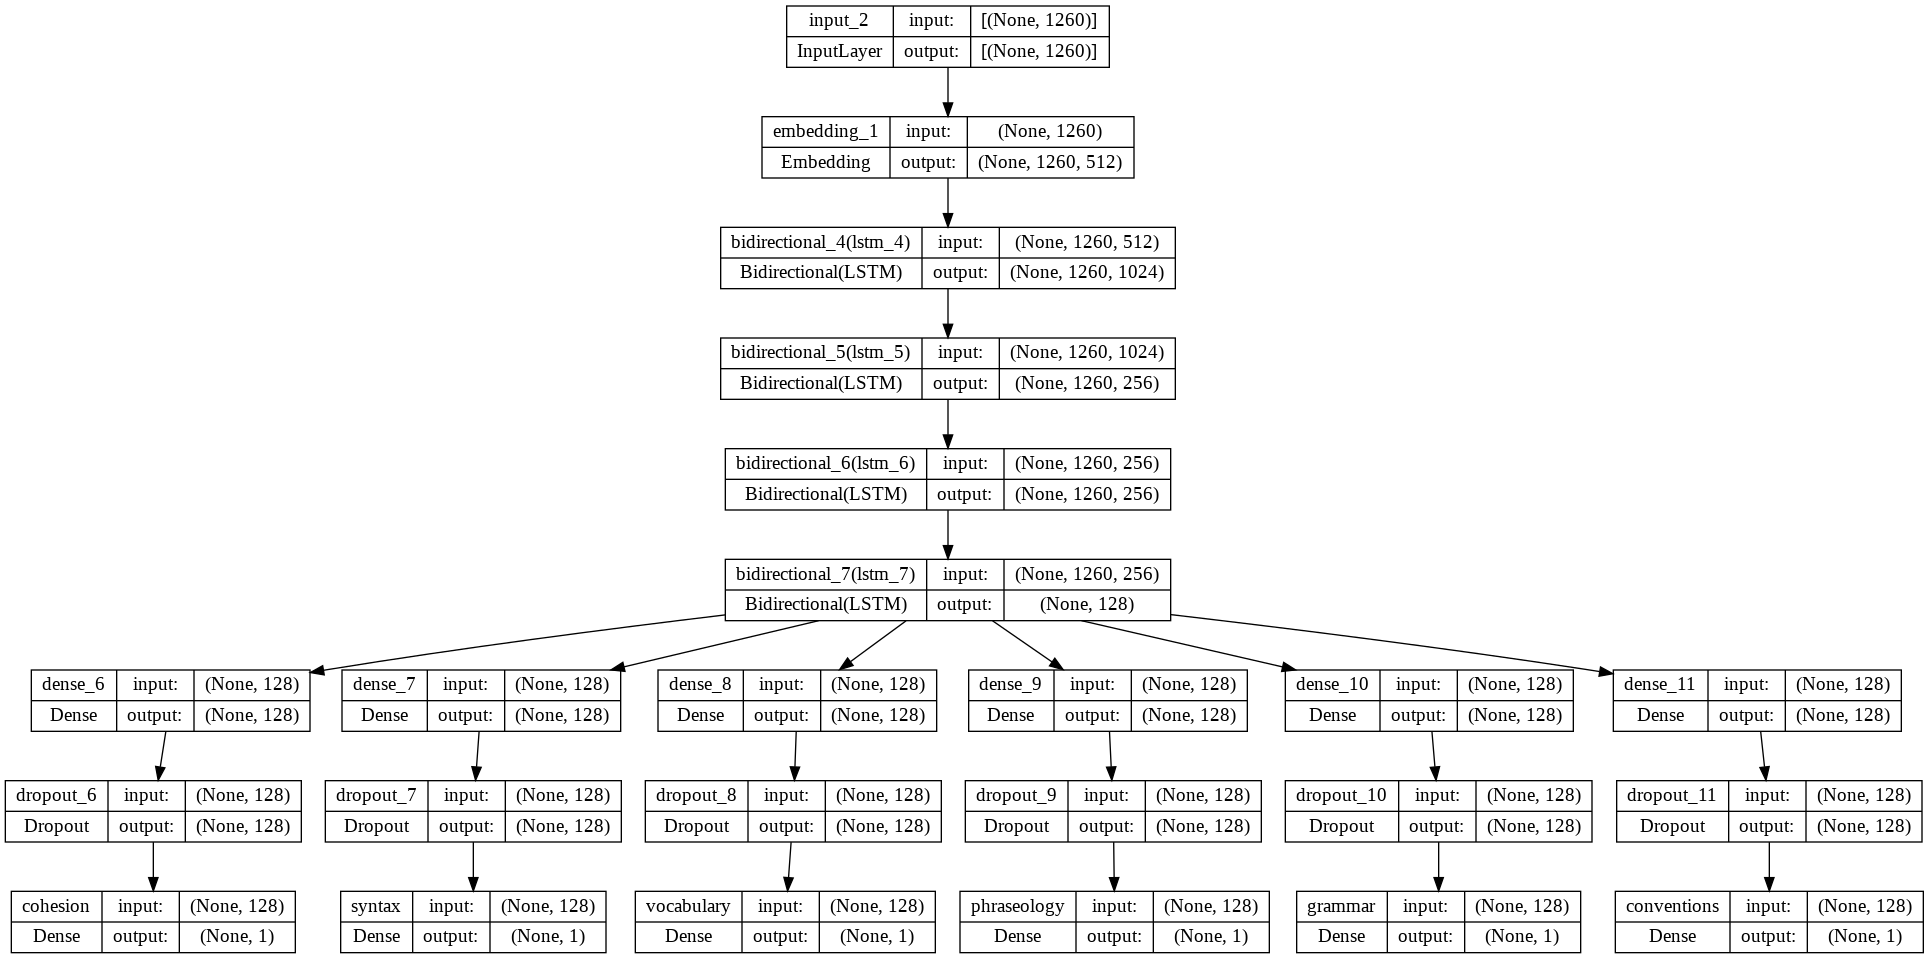 input_2 input: [(None, 1260)]
InputLayer output: [(None, 1260)]
embedding_1 input: (None, 1260)
Embedding output: (None, 1260, 512)
bidirectional_4(lstm_4) input: (None, 1260, 512)
Bidirectional(LSTM) output: (None, 1260, 1024)
bidirectional_5(lstm_5) input: (None, 1260, 1024)
Bidirectional(LSTM) output: (None, 1260, 256)
bidirectional_6(lstm_6) input: (None, 1260, 256)
Bidirectional(LSTM) output: (None, 1260, 256)
bidirectional_7(lstm_7) input: (None, 1260, 256)
Bidirectional(LSTM) output: (None, 128)
dense_6 input: (None, 128) dense_7 input: (None, 128) dense_8 input: (None, 128) dense_9 input: (None, 128) dense_10 input: (None, 128) dense_11 input: (None, 128)
Dense output: (None, 128) Dense output: (None, 128) Dense output: (None, 128) Dense output: (None, 128) Dense output: (None, 128) Dense output: (None, 128)
dropout_6 input: (None, 128) dropout_7 input: (None, 128) dropout_8 input: (None, 128) dropout_9 input: (None, 128) dropout_10 input: (None, 128) dropout_11 input: (None, 128)
Dropout output: (None, 128) Dropout output: (None, 128) Dropout output: (None, 128) Dropout output: (None, 128) Dropout output: (None, 128) Dropout output: (None, 128)
cohesion input: (None, 128) syntax input: (None, 128) vocabulary input: (None, 128) phraseology input: (None, 128) grammar input: (None, 128) conventions input: (None, 128)
Dense output: (None, 1) Dense output: (None, 1) Dense output: (None, 1) Dense output: (None, 1) Dense output: (None, 1) Dense output: (None, 1)